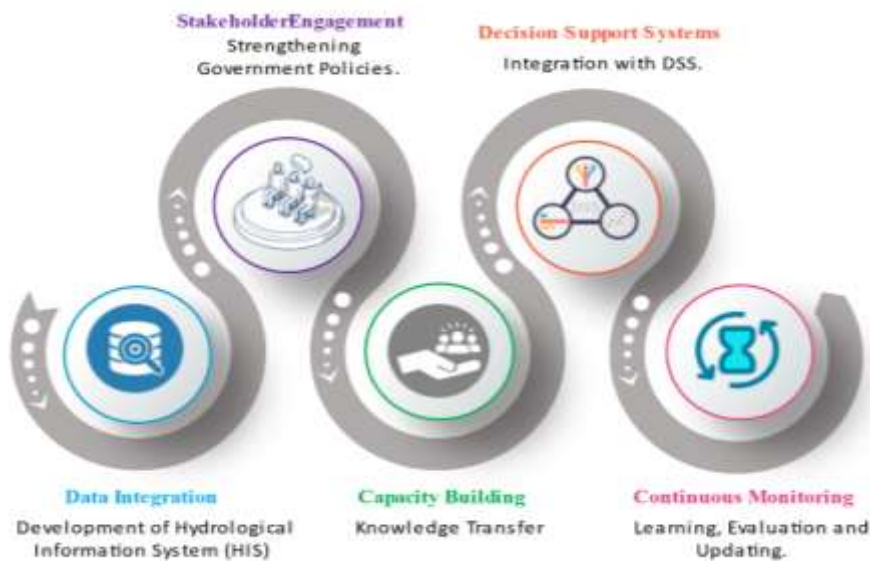 StakeholderEngagement
Strengthening
Government Policies.
Decision Support Systems
Integration with DSS.
Data Integration
Development of Hydrological
Information System (HIS)
Capacity Building
Knowledge Transfer
Continuous Monitoring
Learning, Evaluation and
Updating.